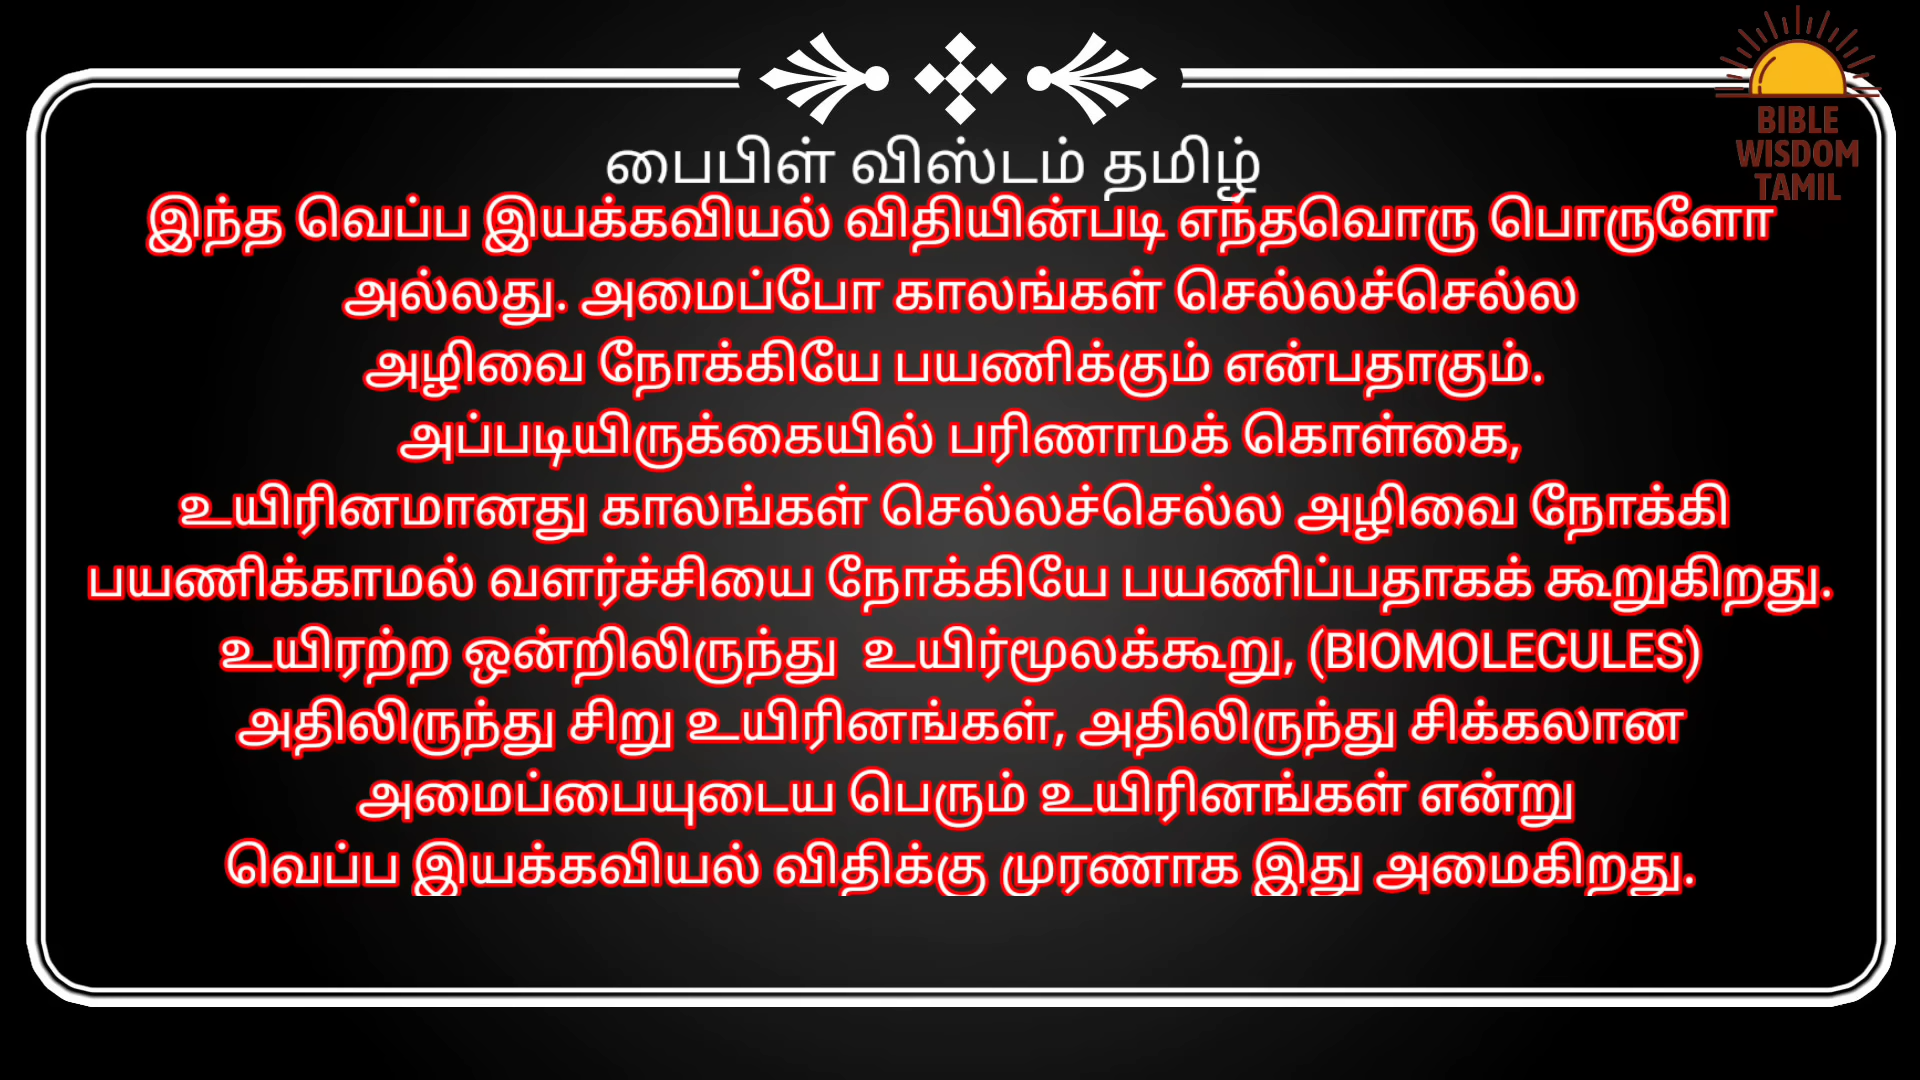 BIBLE
WISDOM
TAMIL
பைபிள் விஸ்டம் தமிழ்
இந்த வெப்ப இயக்கவியல் விதியின்படி எந்தவொரு பொருளோ
அல்லது. அமைப்போ காலங்கள் செல்லச்செல்ல
அழிவை நோக்கியே பயணிக்கும் என்பதாகும்.
அப்படியிருக்கையில் பரிணாமக் கொள்கை,
உயிரினமானது காலங்கள் செல்லச்செல்ல அழிவை நோக்கி
பயணிக்காமல் வளர்ச்சியை நோக்கியே பயணிப்பதாகக் கூறுகிறது.
உயிரற்ற ஒன்றிலிருந்து உயிர்மூலக்கூறு, (BIOMOLECULES)
அதிலிருந்து சிறு உயிரினங்கள், அதிலிருந்து சிக்கலான
அமைப்பையுடைய பெரும் உயிரினங்கள் என்று
வெப்ப இயக்கவியல் விதிக்கு முரணாக இது அமைகிறது.